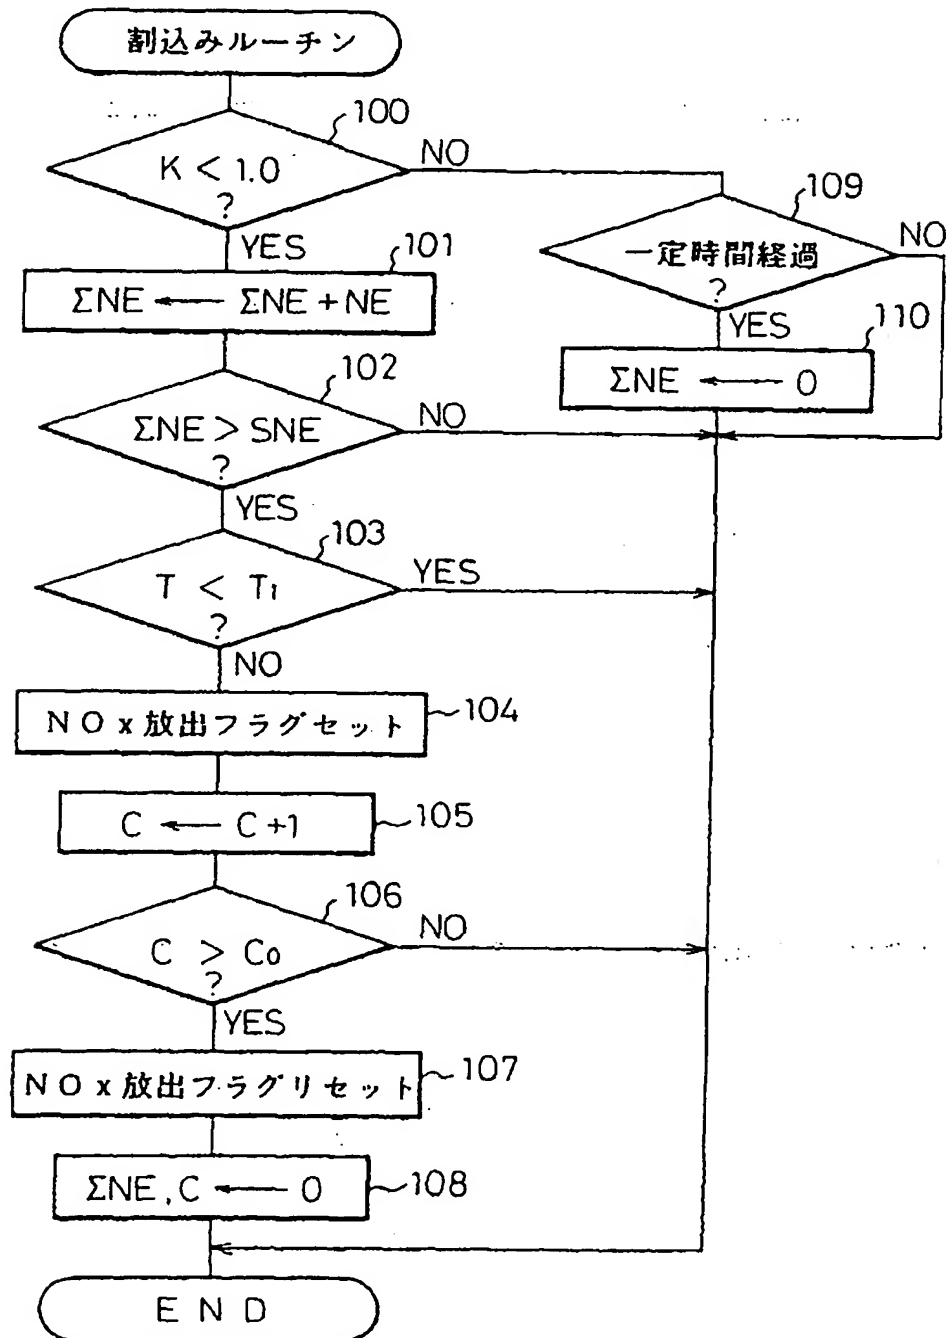 割込みルーチン
100
K < 1.0
?
NO
YES
109
一定時間経過
?
NO
YES
101
ΣNE ← ΣNE + NE
110
ΣNE ← 0
102
ΣNE > SNE
?
NO
YES
103
T < T₁
?
YES
NO
NOx放出フラグセット
104
C ← C+1
105
106
C > C₀
?
NO
YES
NOx放出フラグリセット
107
ΣNE, C ← 0
108
END